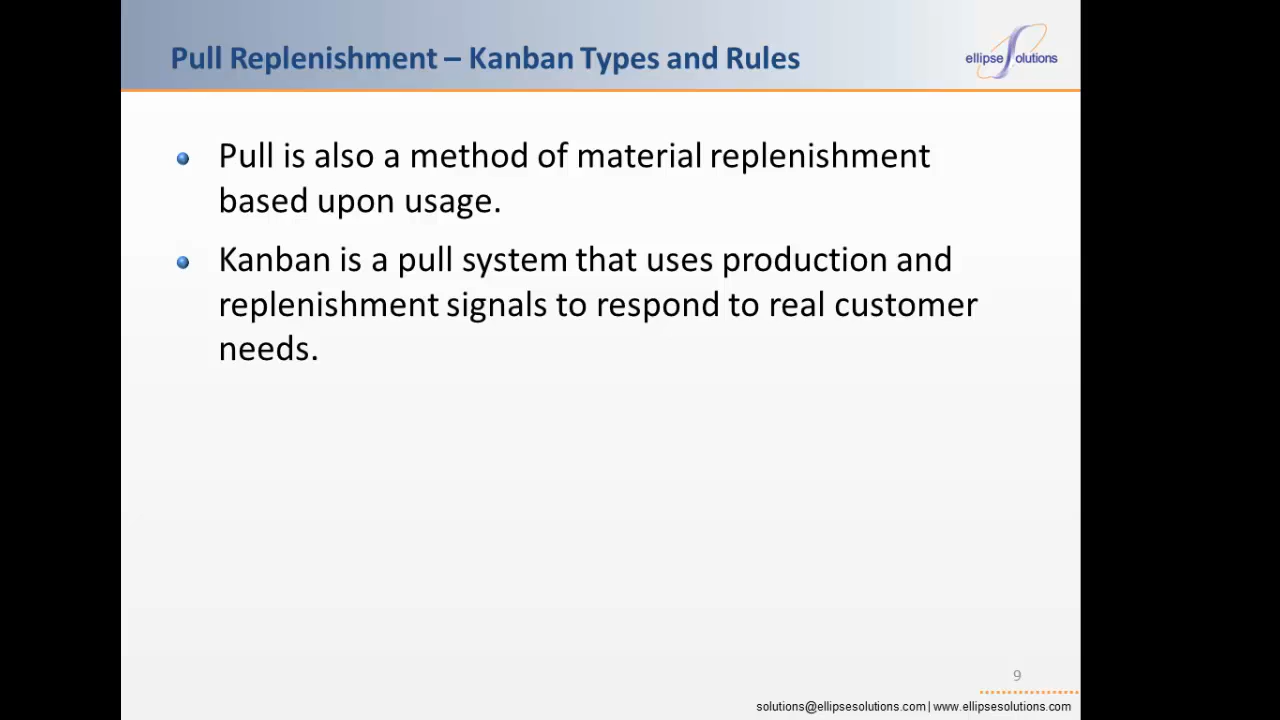 Pull Replenishment – Kanban Types and Rules
ellipse Solutions
Pull is also a method of material replenishment
based upon usage.
Kanban is a pull system that uses production and
replenishment signals to respond to real customer
needs.
9
solutions@ellipsesolutions.com | www.ellipsesolutions.com